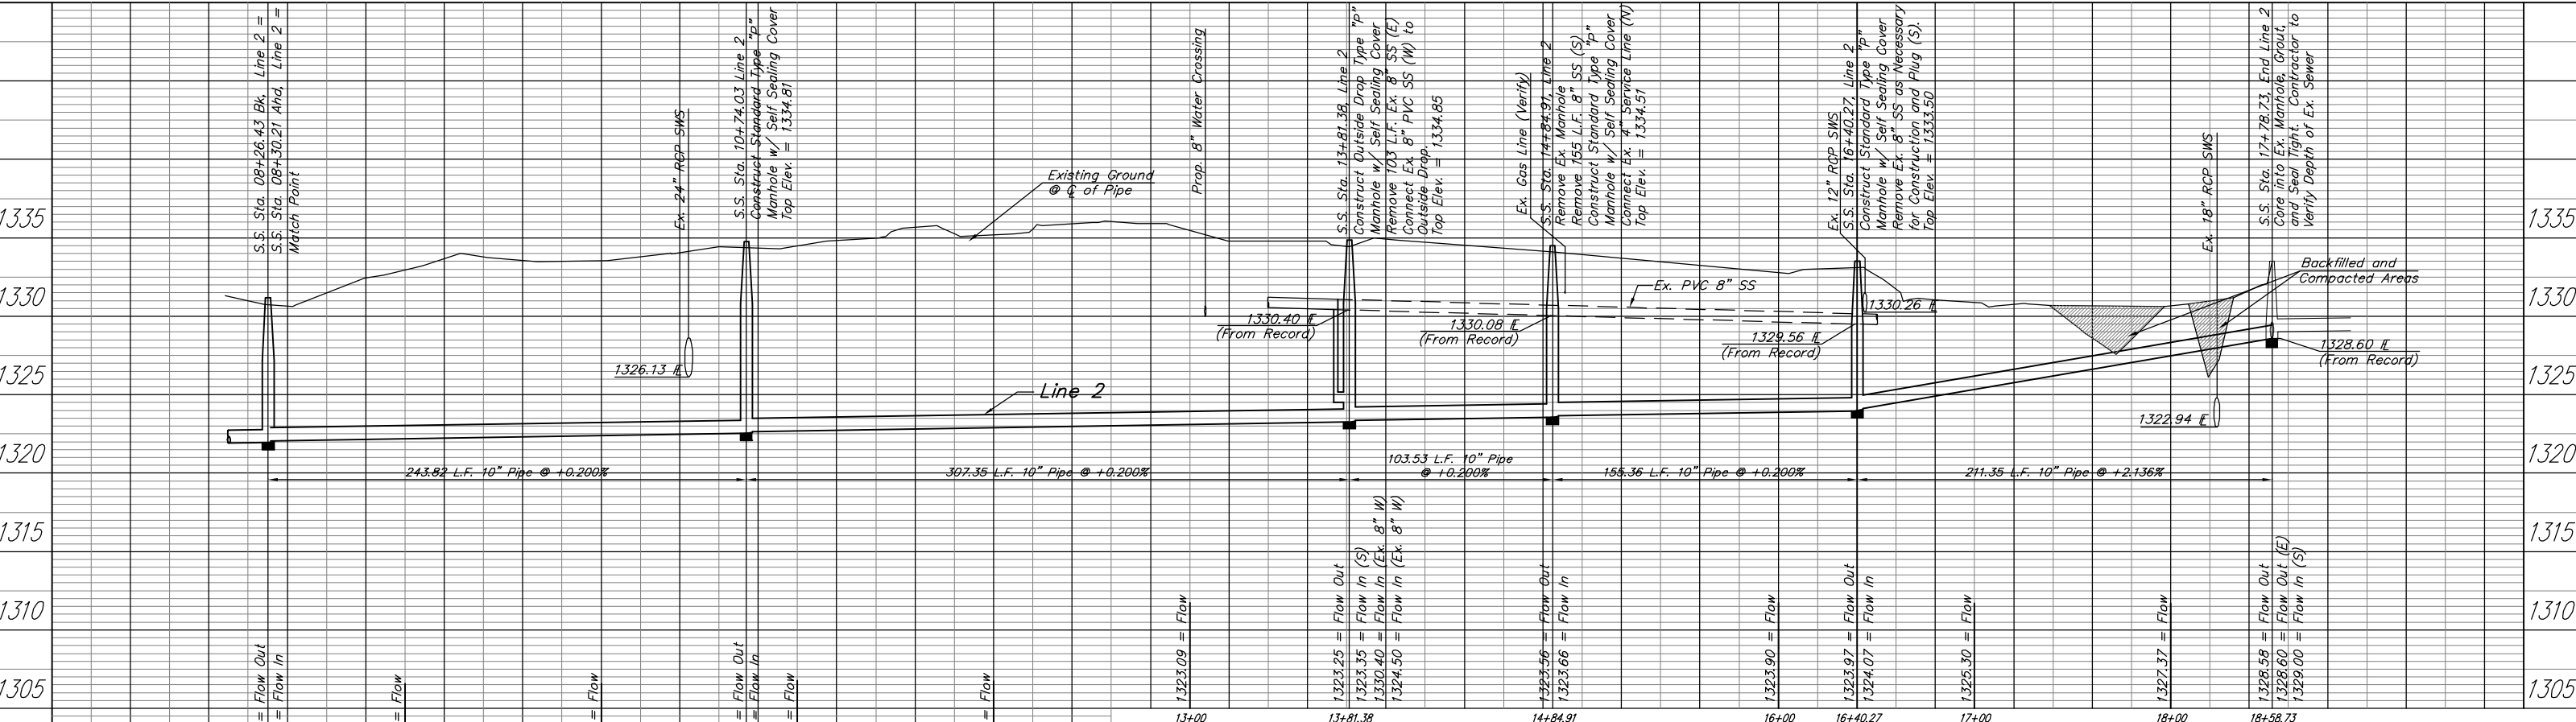 S.S. Sta. 08+26.43 Bk, Line 2 =
S.S. Sta. 08+30.21 Ahd, Line 2 =
Match Point
Ex. 24" RCP SWS
S.S. Sta. 10+74.03 Line 2
Construct Standard Type "P"
Manhole w/ Self Sealing Cover
Top Elev. = 1334.81
Existing Ground
@ ℄ of Pipe
Prop. 8" Water Crossing
S.S. Sta. 13+81.38, Line 2
Construct Outside Drop Type "P"
Manhole w/ Self Sealing Cover
Remove 103 L.F. Ex. 8" SS (E)
Connect Ex. 8" PVC SS (W) to
Outside Drop.
Top Elev. = 1334.85
Ex. Gas Line (Verify)
S.S. Sta. 14+84.91, Line 2
Remove Ex. Manhole
Remove 155 L.F. 8" SS (S)
Construct Standard Type "P"
Manhole w/ Self Sealing Cover
Connect Ex. 4" Service Line (N)
Top Elev. = 1334.51
Ex. 12" RCP SWS
S.S. Sta. 16+40.27, Line 2
Construct Standard Type "P"
Manhole w/ Self Sealing Cover
Remove Ex. 8" SS as Necessary
for Construction and Plug (S).
Top Elev. = 1333.50
Ex. 18" RCP SWS
S.S. Sta. 17+78.73, End Line 2
Core into Ex. Manhole, Grout,
and Seal Tight. Contractor to
Verify Depth of Ex. Sewer
Backfilled and
Compacted Areas
1335
1335
1330
1330
1325
1325
1320
1320
1315
1315
1310
1310
1305
1305
Ex. PVC 8" SS
1330.40 FL
(From Record)
1330.08 FL
(From Record)
1329.56 FL
(From Record)
1330.26 FL
1328.60 FL
(From Record)
1326.13 FL
Line 2
1322.94 FL
243.82 L.F. 10" Pipe @ +0.200%
307.35 L.F. 10" Pipe @ +0.200%
103.53 L.F. 10" Pipe
@ +0.200%
155.36 L.F. 10" Pipe @ +0.200%
211.35 L.F. 10" Pipe @ +2.136%
= Flow Out
= Flow In
= Flow
= Flow
= Flow Out
= Flow In
= Flow
= Flow
1323.09 = Flow
1323.25 = Flow Out
1323.35 = Flow In (S)
1330.40 = Flow In (Ex. 8" W)
1324.50 = Flow In (Ex. 8" W)
1323.56 = Flow Out
1323.66 = Flow In
1323.90 = Flow
1323.97 = Flow Out
1324.07 = Flow In
1325.30 = Flow
1327.37 = Flow
1328.58 = Flow Out
1328.60 = Flow Out (E)
1329.00 = Flow In (S)
13+00
13+81.38
14+84.91
16+00
16+40.27
17+00
18+00
18+58.73